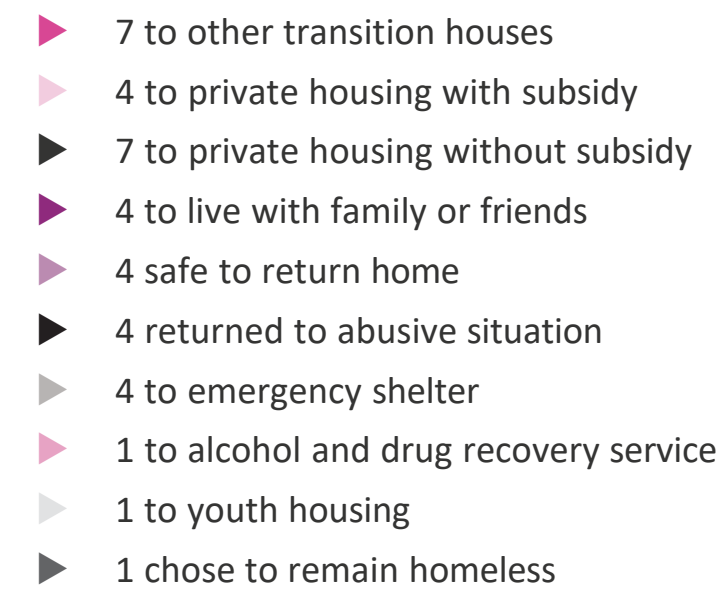 7 to other transition houses
4 to private housing with subsidy
7 to private housing without subsidy
4 to live with family or friends
4 safe to return home
4 returned to abusive situation
4 to emergency shelter
1 to alcohol and drug recovery service
1 to youth housing
1 chose to remain homeless